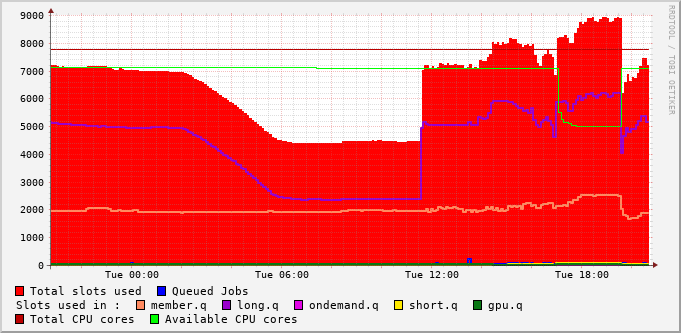 9000
8000
7000
6000
5000
4000
3000
2000
1000
0
Tue 00:00 Tue 06:00 Tue 12:00 Tue 18:00
RRDTOOL / TOBI OETIKER
Total slots used Queued Jobs
Slots used in : member.q long.q ondemand.q short.q gpu.q
Total CPU cores Available CPU cores